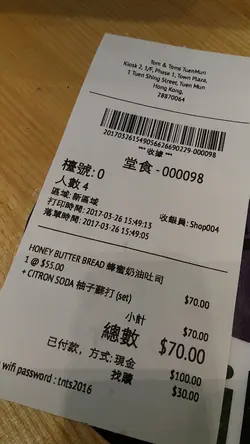 Tom & Toms TuenMun
Kiosk 2, 1/F, Phase 1, Town Plaza,
1 Tuen Shing Street, Tuen Mun
Hong Kong.
28870064
20170326154905662669022​9-000098
*** 收據 ***
堂食 - 000098
檯號: 0
人數 4
區域: 新區域
打印時間: 2017-03-26 15:49:13
收銀員: Shop004
落單時間: 2017-03-26 15:49:05
HONEY BUTTER BREAD 蜂蜜奶油吐司
1 @ $55.00
$70.00
+ CITRON SODA 柚子梳打 (set)
小計 $70.00
總數 $70.00
已付款, 方式: 現金 $100.00
找贖 $30.00
wifi password : tnts2016